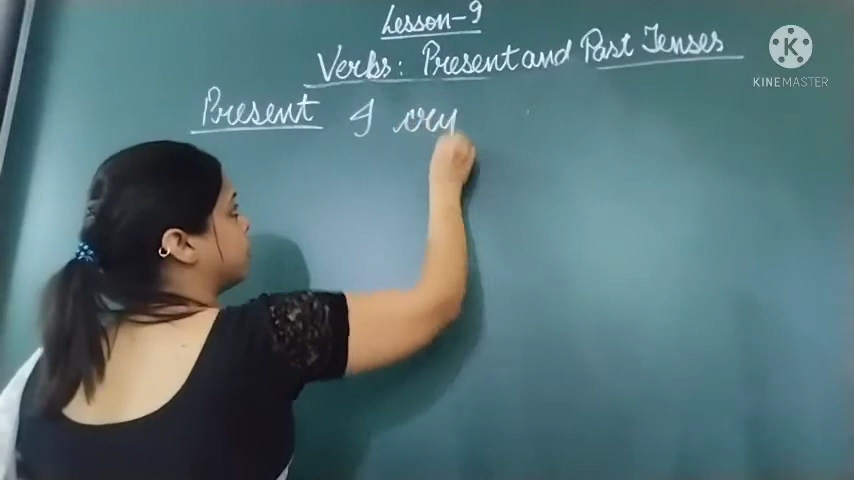 Lesson-9
Verbs: Present and Past Tenses
K
KINEMASTER
Present I cry